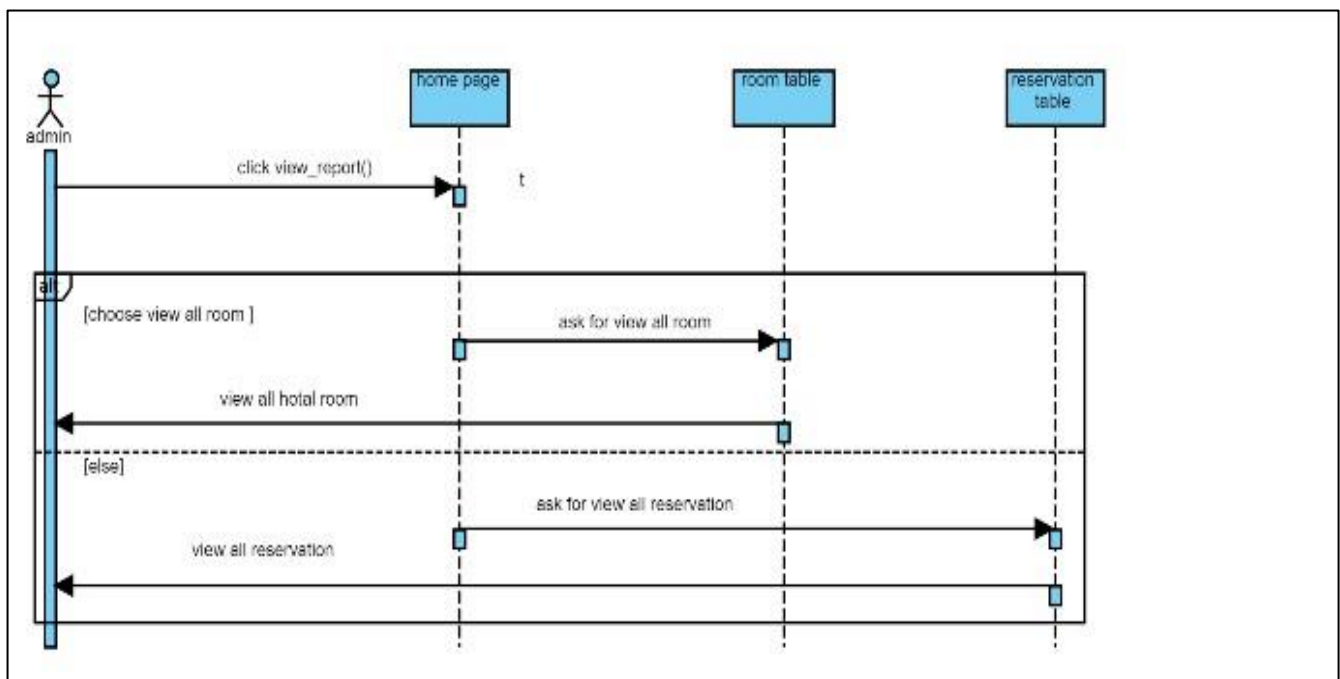 home page
room table
reservation
table
admin
click view_report()
t
alt
[choose view all room ]
ask for view all room
view all hotal room
[else]
ask for view all reservation
view all reservation